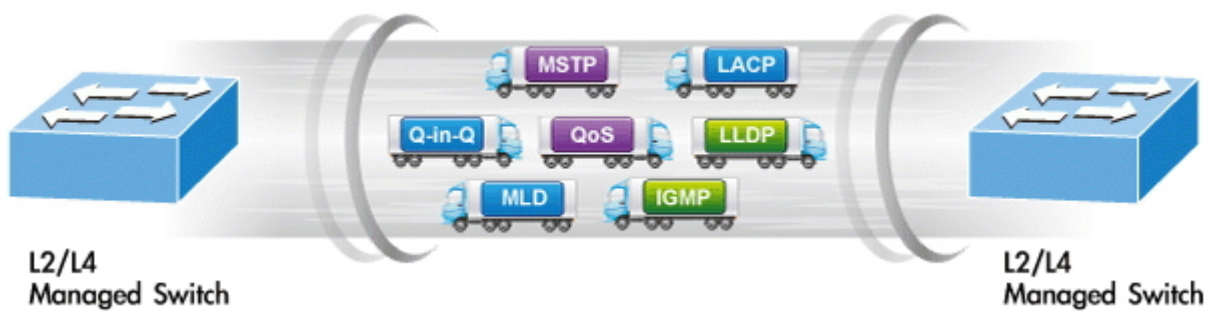 MSTP
LACP
Q-in-Q
QoS
LLDP
MLD
IGMP
L2/L4
Managed Switch
L2/L4
Managed Switch